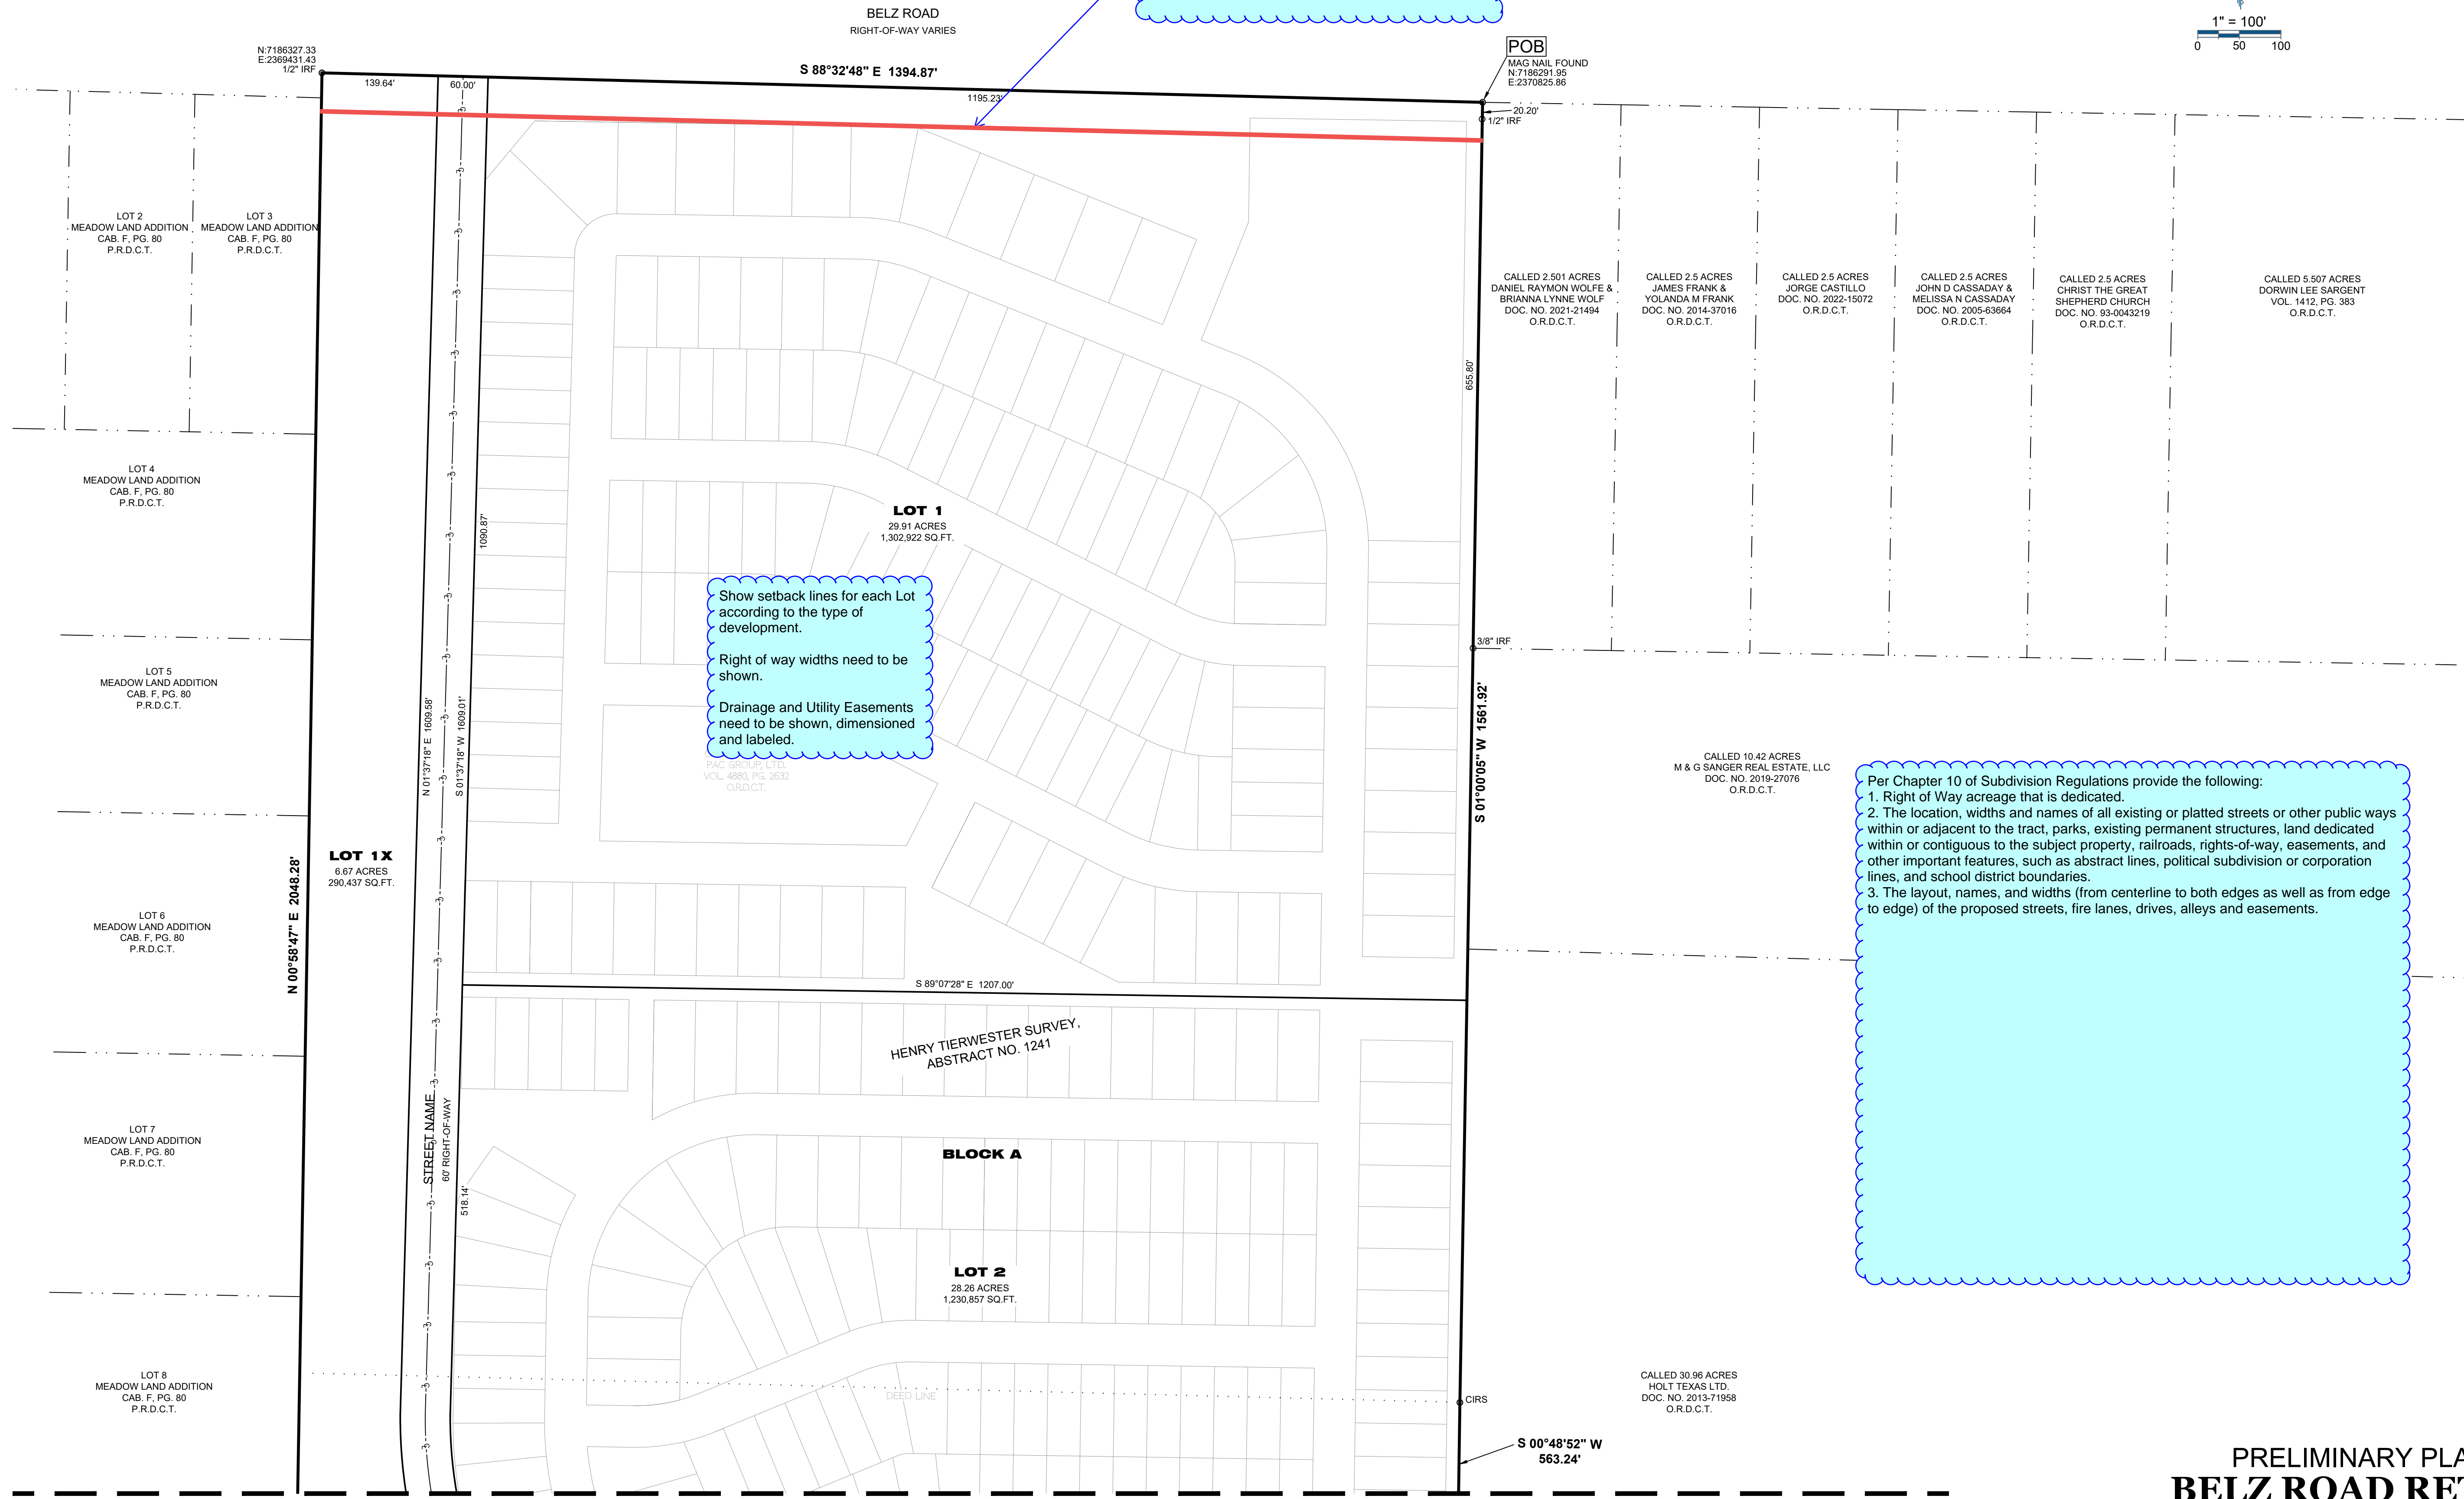 BELZ ROAD
RIGHT-OF-WAY VARIES
1" = 100'
0 50 100
N:7186327.33
E:2369431.43
1/2" IRF
S 88°32'48" E 1394.87'
POB
MAG NAIL FOUND
N:7186291.95
E:2370825.86
139.64'
60.00'
1195.23'
20.20'
1/2" IRF
LOT 2
MEADOW LAND ADDITION
CAB. F, PG. 80
P.R.D.C.T.
LOT 3
MEADOW LAND ADDITION
CAB. F, PG. 80
P.R.D.C.T.
CALLED 2.501 ACRES
DANIEL RAYMON WOLFE &
BRIANNA LYNNE WOLF
DOC. NO. 2021-21494
O.R.D.C.T.
CALLED 2.5 ACRES
JAMES FRANK &
YOLANDA M FRANK
DOC. NO. 2014-37016
O.R.D.C.T.
CALLED 2.5 ACRES
JORGE CASTILLO
DOC. NO. 2022-15072
O.R.D.C.T.
CALLED 2.5 ACRES
JOHN D CASSADAY &
MELISSA N CASSADAY
DOC. NO. 2005-63664
O.R.D.C.T.
CALLED 2.5 ACRES
CHRIST THE GREAT
SHEPHERD CHURCH
DOC. NO. 93-0043219
O.R.D.C.T.
CALLED 5.507 ACRES
DORWIN LEE SARGENT
VOL. 1412, PG. 383
O.R.D.C.T.
655.80'
LOT 4
MEADOW LAND ADDITION
CAB. F, PG. 80
P.R.D.C.T.
1090.87'
LOT 1
29.91 ACRES
1,302,922 SQ.FT.
Show setback lines for each Lot
according to the type of
development.
Right of way widths need to be
shown.
Drainage and Utility Easements
need to be shown, dimensioned
and labeled.
PAC GROUP, LTD.
VOL. 4880, PG. 2632
O.R.D.C.T.
3/8" IRF
LOT 5
MEADOW LAND ADDITION
CAB. F, PG. 80
P.R.D.C.T.
N 01°37'18" E 1609.58'
S 01°37'18" W 1609.01'
S 01°00'05" W 1561.92'
CALLED 10.42 ACRES
M & G SANGER REAL ESTATE, LLC
DOC. NO. 2019-27076
O.R.D.C.T.
Per Chapter 10 of Subdivision Regulations provide the following:
1. Right of Way acreage that is dedicated.
2. The location, widths and names of all existing or platted streets or other public ways
within or adjacent to the tract, parks, existing permanent structures, land dedicated
within or contiguous to the subject property, railroads, rights-of-way, easements, and
other important features, such as abstract lines, political subdivision or corporation
lines, and school district boundaries.
3. The layout, names, and widths (from centerline to both edges as well as from edge
to edge) of the proposed streets, fire lanes, drives, alleys and easements.
LOT 1X
6.67 ACRES
290,437 SQ.FT.
N 00°58'47" E 2048.28'
LOT 6
MEADOW LAND ADDITION
CAB. F, PG. 80
P.R.D.C.T.
S 89°07'28" E 1207.00'
HENRY TIERWESTER SURVEY,
ABSTRACT NO. 1241
LOT 7
MEADOW LAND ADDITION
CAB. F, PG. 80
P.R.D.C.T.
STREET NAME
60' RIGHT-OF-WAY
518.14'
BLOCK A
LOT 2
28.26 ACRES
1,230,857 SQ.FT.
LOT 8
MEADOW LAND ADDITION
CAB. F, PG. 80
P.R.D.C.T.
DEED LINE
CIRS
CALLED 30.96 ACRES
HOLT TEXAS LTD.
DOC. NO. 2013-71958
O.R.D.C.T.
S 00°48'52" W
563.24'
PRELIMINARY PLA
BELZ ROAD RET